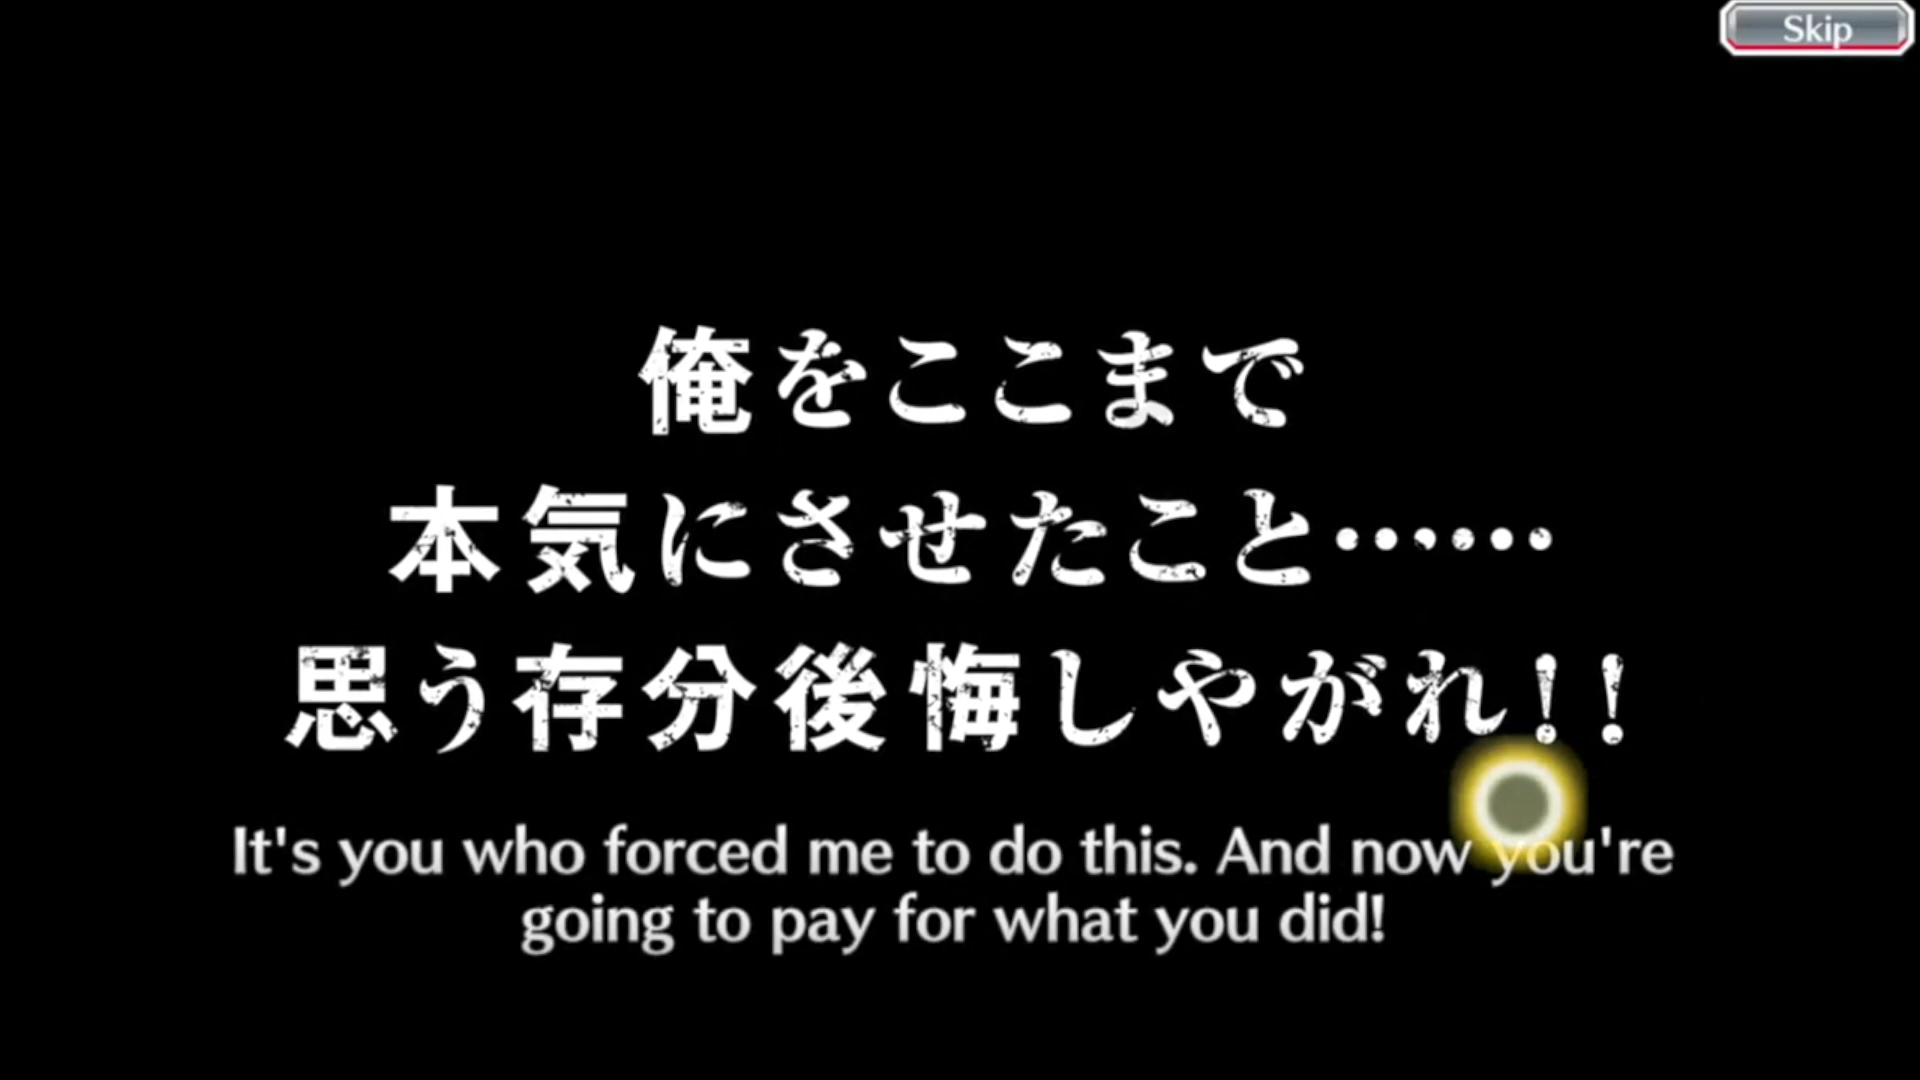 Skip
俺をここまで
本気にさせたこと……
思う存分後悔しやがれ!!
It's you who forced me to do this. And now you're
going to pay for what you did!